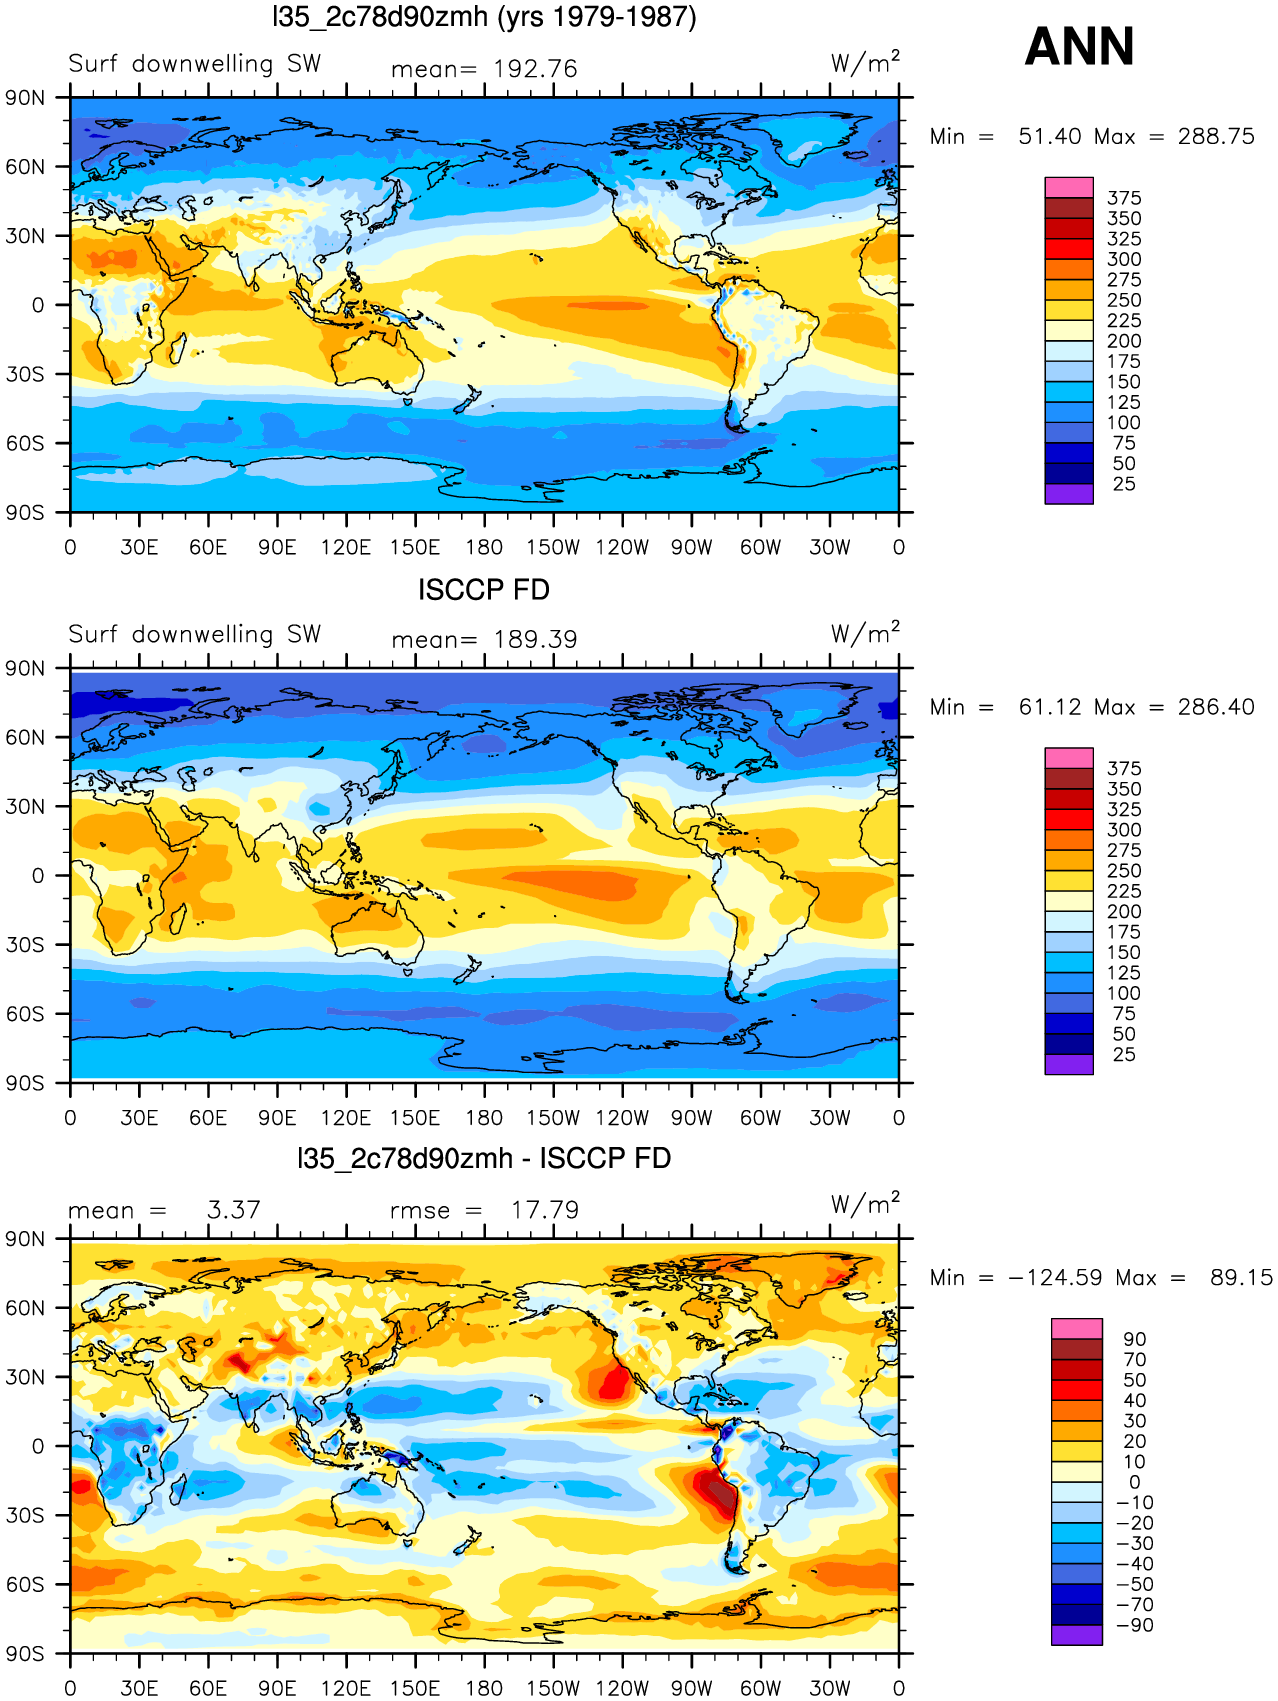 l35_2c78d90zmh (yrs 1979-1987)
ANN
Surf downwelling SW mean= 192.76 W/m²
Min = 51.40 Max = 288.75
90N
60N
30N
0
30S
60S
90S
0 30E 60E 90E 120E 150E 180 150W 120W 90W 60W 30W 0
375
350
325
300
275
250
225
200
175
150
125
100
75
50
25
ISCCP FD
Surf downwelling SW mean= 189.39 W/m²
Min = 61.12 Max = 286.40
90N
60N
30N
0
30S
60S
90S
0 30E 60E 90E 120E 150E 180 150W 120W 90W 60W 30W 0
375
350
325
300
275
250
225
200
175
150
125
100
75
50
25
l35_2c78d90zmh - ISCCP FD
mean = 3.37 rmse = 17.79 W/m²
Min = −124.59 Max = 89.15
90N
60N
30N
0
30S
60S
90S
0 30E 60E 90E 120E 150E 180 150W 120W 90W 60W 30W 0
90
70
50
40
30
20
10
0
−10
−20
−30
−40
−50
−70
−90